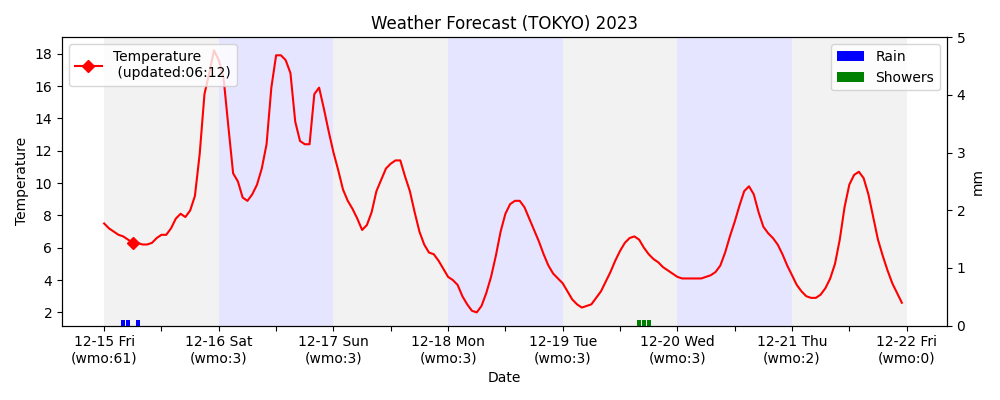 Weather Forecast (TOKYO) 2023
Temperature
(updated:06:12)
Rain
Showers
Temperature
18
16
14
12
10
8
6
4
2
5
4
3
2
1
0
mm
12-15 Fri
(wmo:61)
12-16 Sat
(wmo:3)
12-17 Sun
(wmo:3)
12-18 Mon
(wmo:3)
12-19 Tue
(wmo:3)
12-20 Wed
(wmo:3)
12-21 Thu
(wmo:2)
12-22 Fri
(wmo:0)
Date